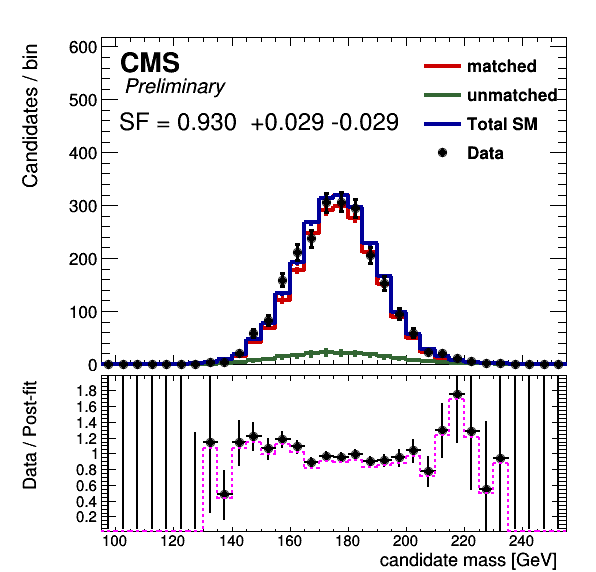 600
CMS
Preliminary
matched
unmatched
Total SM
Data
SF = 0.930 +0.029 -0.029
Candidates / bin
500
400
300
200
100
0
Data / Post-fit
1.8
1.6
1.4
1.2
1
0.8
0.6
0.4
0.2
100 120 140 160 180 200 220 240
candidate mass [GeV]